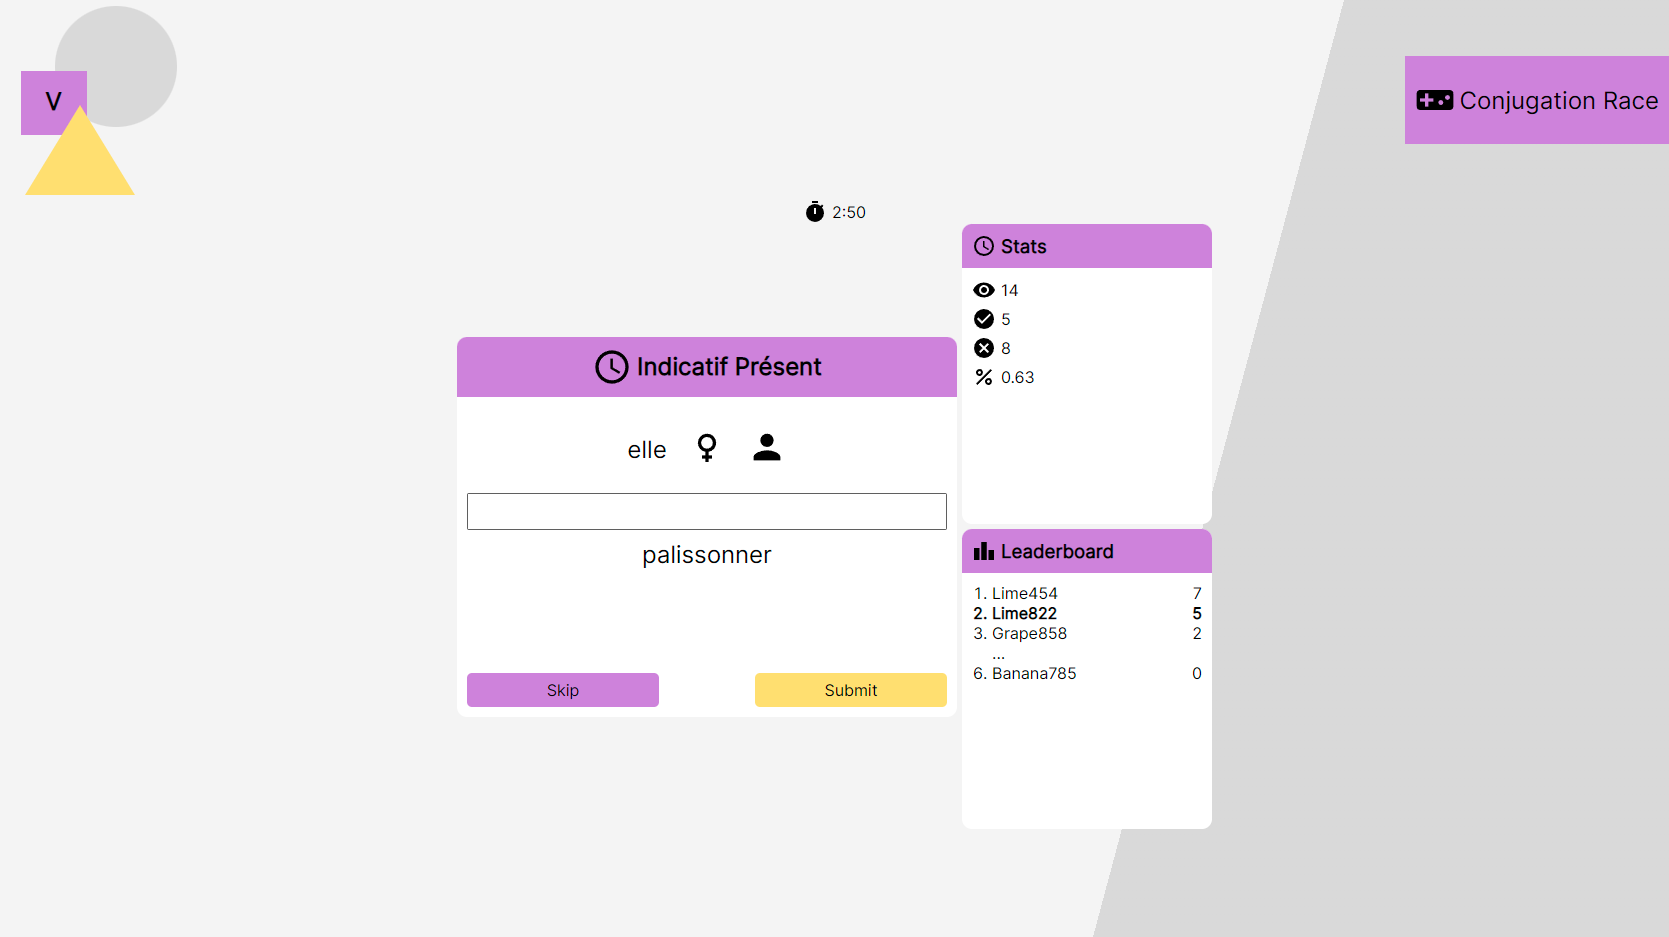 V
Conjugation Race
2:50
Stats
14
5
8
0.63
Indicatif Présent
elle
palissonner
Skip
Submit
Leaderboard
1. Lime454 7
2. Lime822 5
3. Grape858 2
...
6. Banana785 0